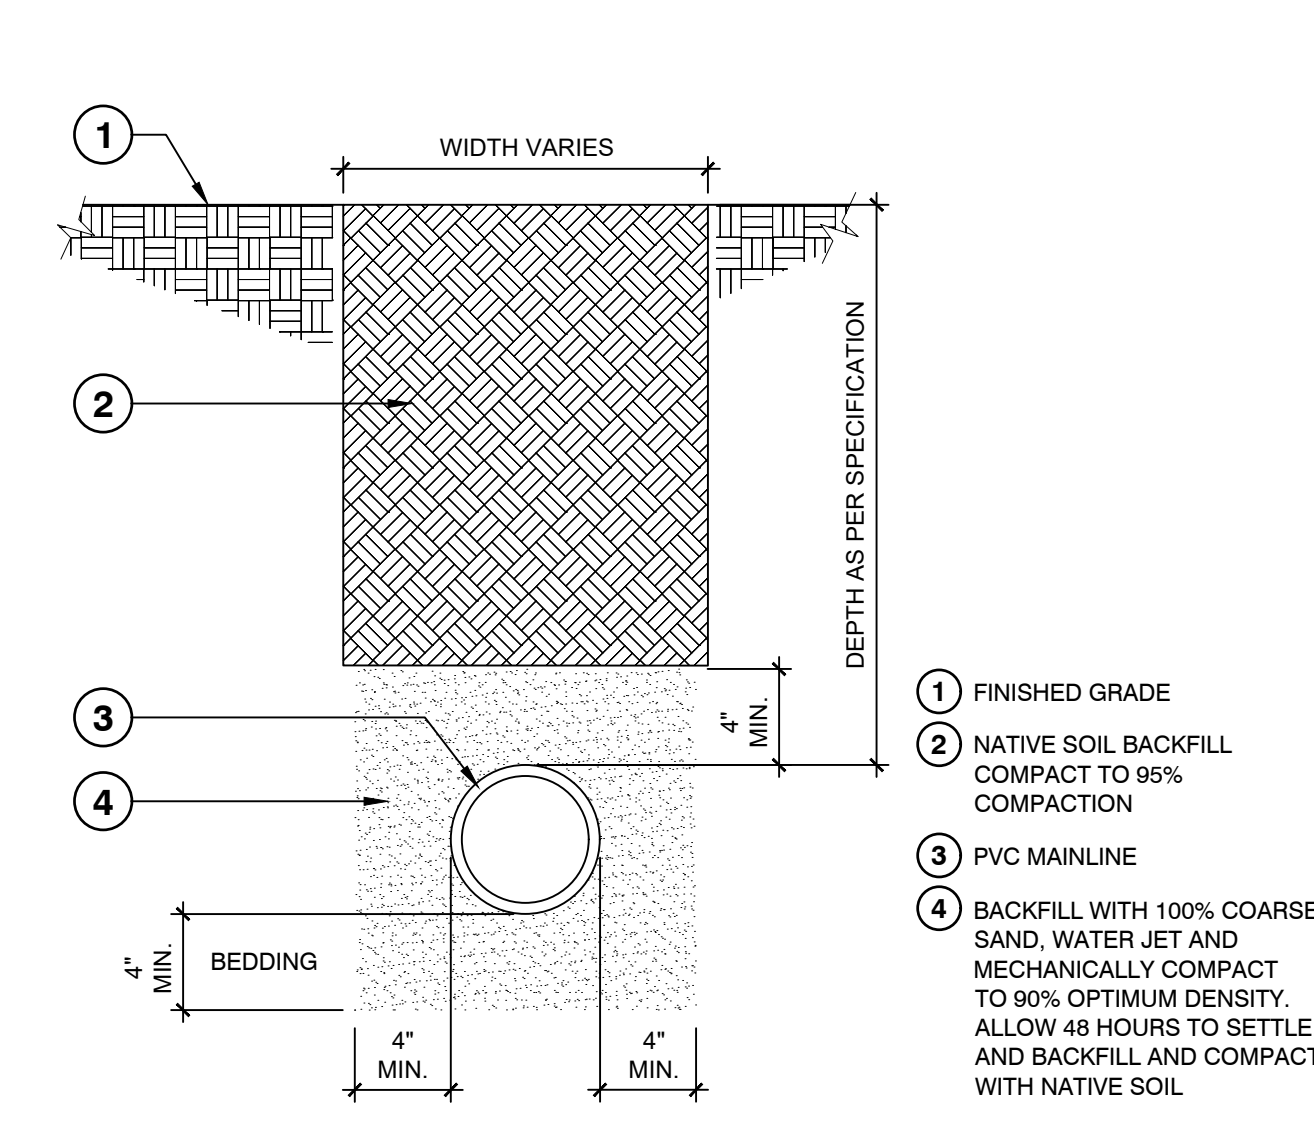 1
WIDTH VARIES
2
DEPTH AS PER SPECIFICATION
3
4
4"
MIN.
4"
MIN.
BEDDING
4"
MIN.
4"
MIN.
1 FINISHED GRADE
2 NATIVE SOIL BACKFILL
COMPACT TO 95%
COMPACTION
3 PVC MAINLINE
4 BACKFILL WITH 100% COARSE
SAND, WATER JET AND
MECHANICALLY COMPACT
TO 90% OPTIMUM DENSITY.
ALLOW 48 HOURS TO SETTLE
AND BACKFILL AND COMPACT
WITH NATIVE SOIL